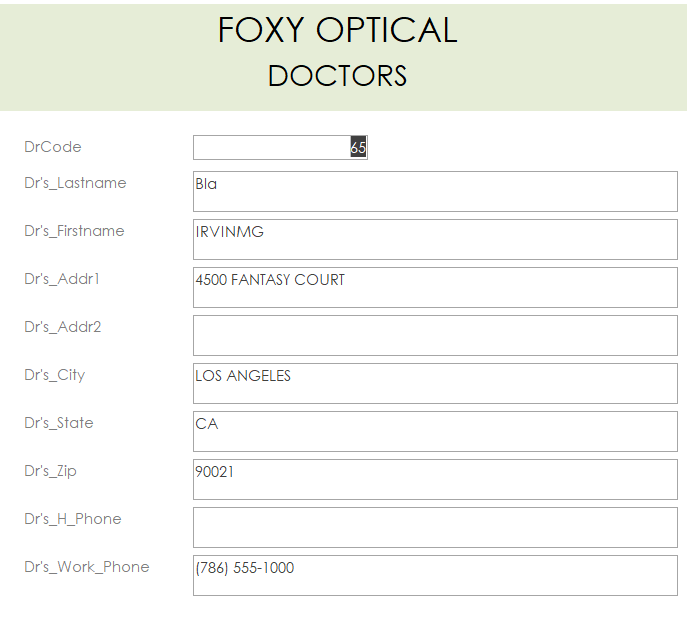 FOXY OPTICAL
DOCTORS
DrCode 65
Dr's_Lastname Bla
Dr's_Firstname IRVINMG
Dr's_Addr1 4500 FANTASY COURT
Dr's_Addr2
Dr's_City LOS ANGELES
Dr's_State CA
Dr's_Zip 90021
Dr's_H_Phone
Dr's_Work_Phone (786) 555-1000